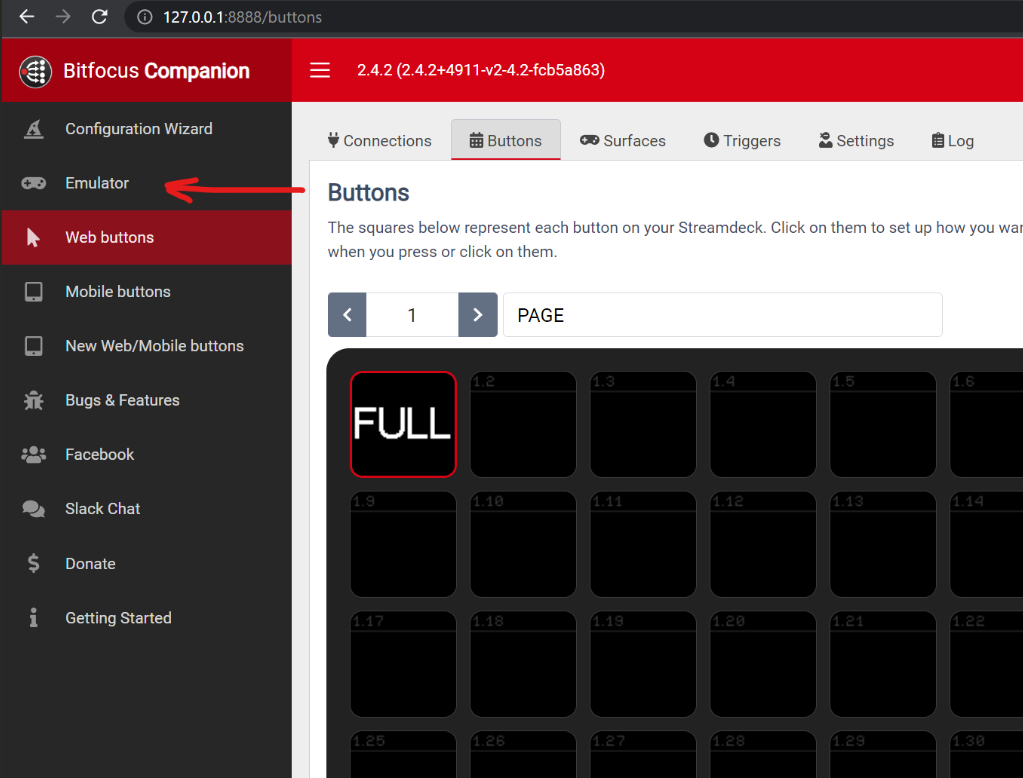 127.0.0.1:8888/buttons
Bitfocus Companion
2.4.2 (2.4.2+4911-v2-4.2-fcb5a863)
Configuration Wizard
Emulator
Web buttons
Mobile buttons
New Web/Mobile buttons
Bugs & Features
Facebook
Slack Chat
Donate
Getting Started
Connections
Buttons
Surfaces
Triggers
Settings
Log
Buttons
The squares below represent each button on your Streamdeck. Click on them to set up how you
when you press or click on them.
1
PAGE
FULL
1.2
1.3
1.4
1.5
1.6
1.9
1.10
1.11
1.12
1.13
1.14
1.17
1.18
1.19
1.20
1.21
1.22
1.25
1.26
1.27
1.28
1.29
1.30